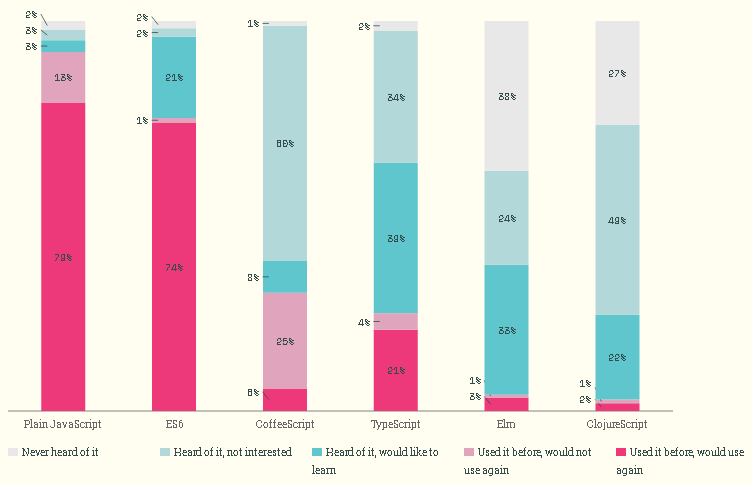 2%
3%
3%
13%
79%
2%
2%
21%
1%
74%
1%
60%
8%
25%
6%
2%
34%
39%
4%
21%
38%
24%
33%
1%
3%
27%
49%
22%
1%
2%
Plain JavaScript
ES6
CoffeeScript
TypeScript
Elm
ClojureScript
Never heard of it
Heard of it, not interested
Heard of it, would like to
learn
Used it before, would not
use again
Used it before, would use
again